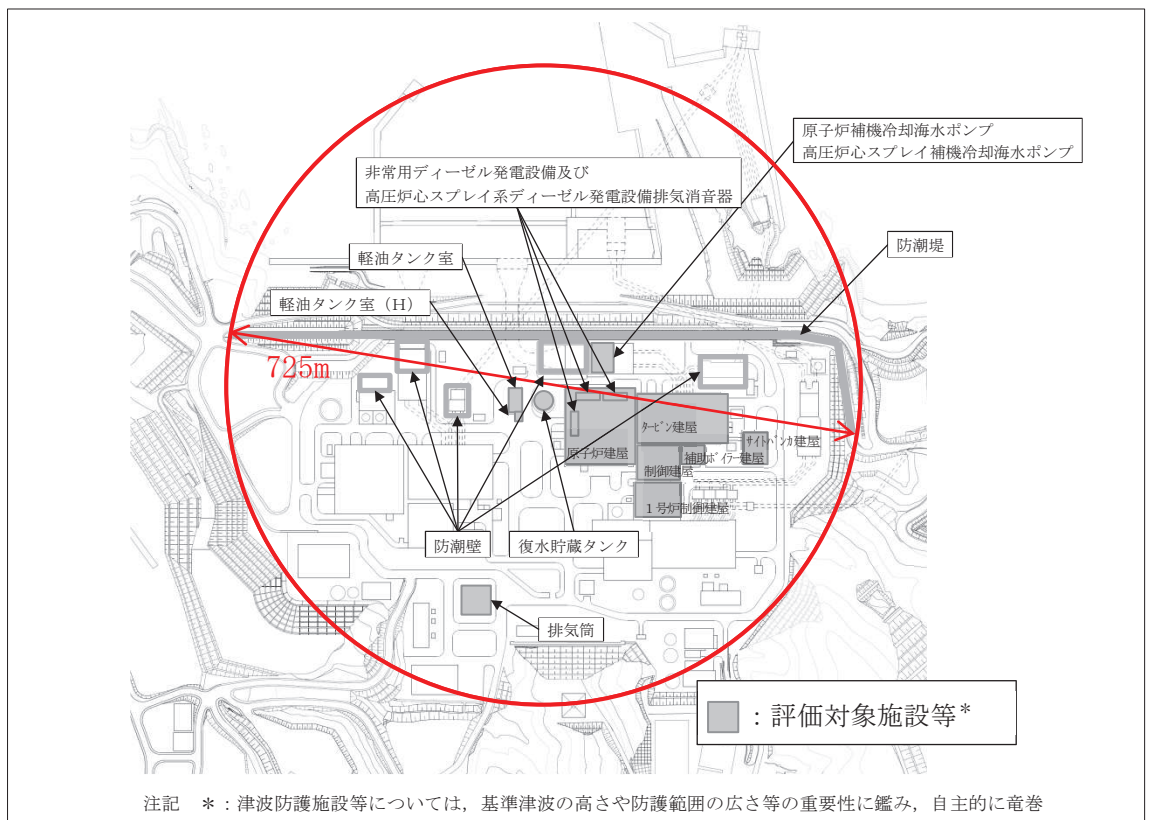 原子炉補機冷却海水ポンプ
高圧炉心スプレイ補機冷却海水ポンプ
非常用ディーゼル発電設備及び
高圧炉心スプレイ系ディーゼル発電設備排気消音器
防潮堤
軽油タンク室
軽油タンク室（H）
725m
タービン建屋
サイトバンカ建屋
原子炉建屋
補助ボイラー建屋
制御建屋
1号炉制御建屋
防潮壁
復水貯蔵タンク
排気筒
：評価対象施設等*
注記　＊：津波防護施設等については，基準津波の高さや防護範囲の広さ等の重要性に鑑み，自主的に竜巻